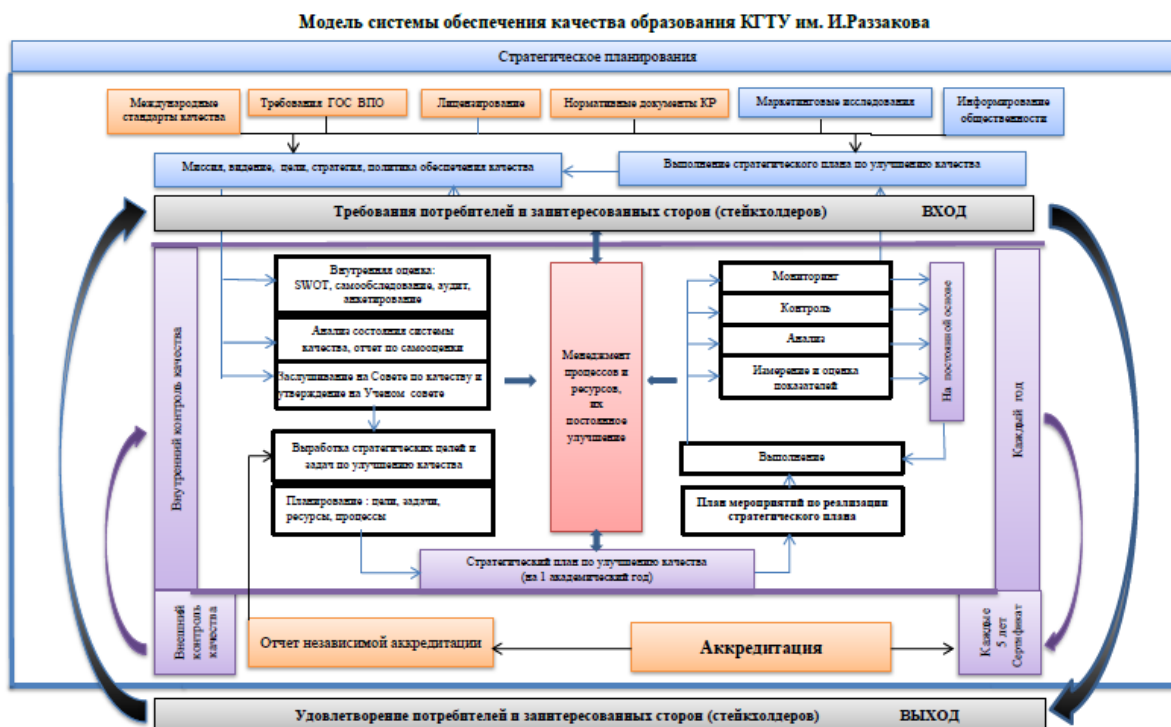 Модель системы обеспечения качества образования КГТУ им. И.Раззакова
Стратегическое планирования
Международные
стандарты качества
Требования ГОС ВПО
Лицензирование
Нормативные документы КР
Маркетинговые исследования
Информирование
общественности
Миссия, видение, цели, стратегия, политика обеспечения качества
Выполнение стратегического плана по улучшению качества
Требования потребителей и заинтересованных сторон (стейкхолдеров) ВХОД
Внутренний контроль качества
Внутренняя оценка:
SWOT, самообследование, аудит,
анкетирование
Анализ состояния системы
качества, отчет по самооценки
Заслушивание на Совете по качеству и
утверждение на Ученом совете
Выработка стратегических целей и
задач по улучшению качества
Планирование : цели, задачи,
ресурсы, процессы
Менеджмент
процессов и
ресурсов,
их
постоянное
улучшение
Мониторинг
Контроль
Анализ
Измерение и оценка
показателей
На постоянной основе
Каждый год
Выполнение
План мероприятий по реализации
стратегического плана
Стратегический план по улучшению качества
(на 1 академический год)
Внешний
контроль
качества
Отчет независимой аккредитации
Аккредитация
Каждые
5 лет
Сертификат
Удовлетворение потребителей и заинтересованных сторон (стейкхолдеров) ВЫХОД